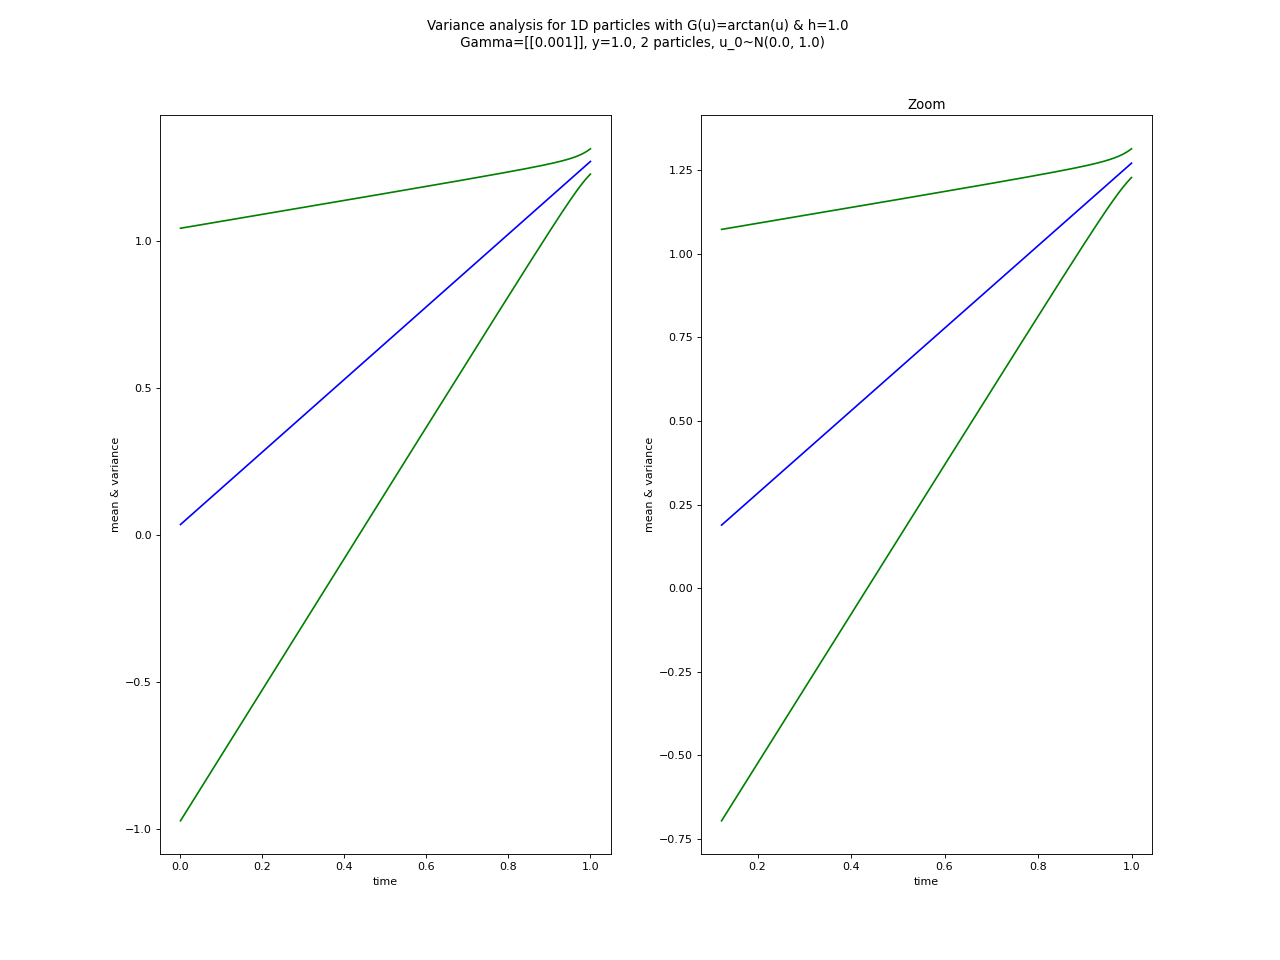 Variance analysis for 1D particles with G(u)=arctan(u) & h=1.0
Gamma=[[0.001]], y=1.0, 2 particles, u_0~N(0.0, 1.0)
mean & variance
1.0
0.5
0.0
−0.5
−1.0
0.0 0.2 0.4 0.6 0.8 1.0
time
Zoom
mean & variance
1.25
1.00
0.75
0.50
0.25
0.00
−0.25
−0.50
−0.75
0.2 0.4 0.6 0.8 1.0
time